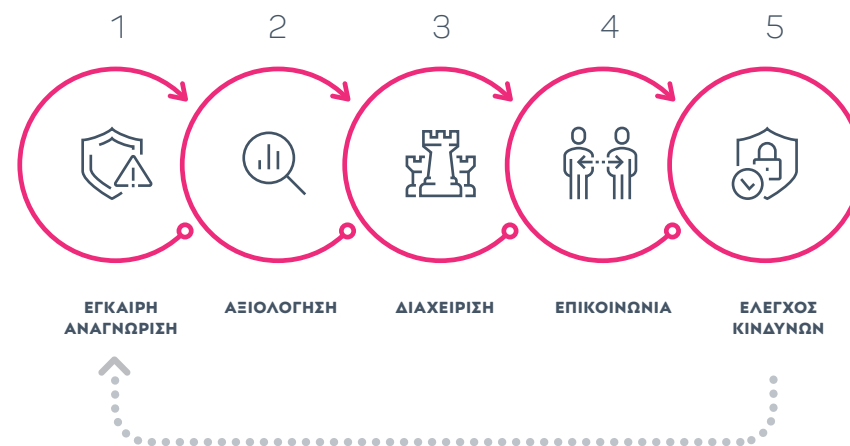 1
2
3
4
5
ΕΓΚΑΙΡΗ
ΑΝΑΓΝΩΡΙΣΗ
ΑΞΙΟΛΟΓΗΣΗ
ΔΙΑΧΕΙΡΙΣΗ
ΕΠΙΚΟΙΝΩΝΙΑ
ΕΛΕΓΧΟΣ
ΚΙΝΔΥΝΩΝ